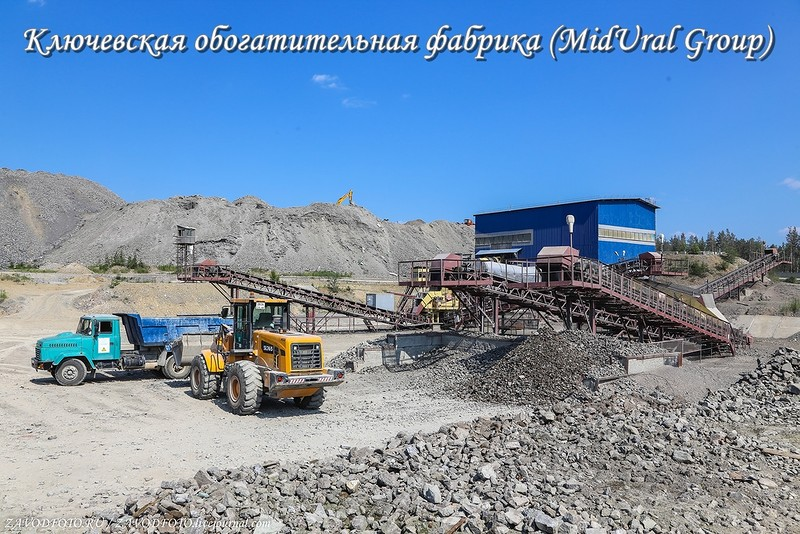 Ключевская обогатительная фабрика (MidUral Group)
ZAVODFOTO.RU / ZAVODFOTO.livejournal.com